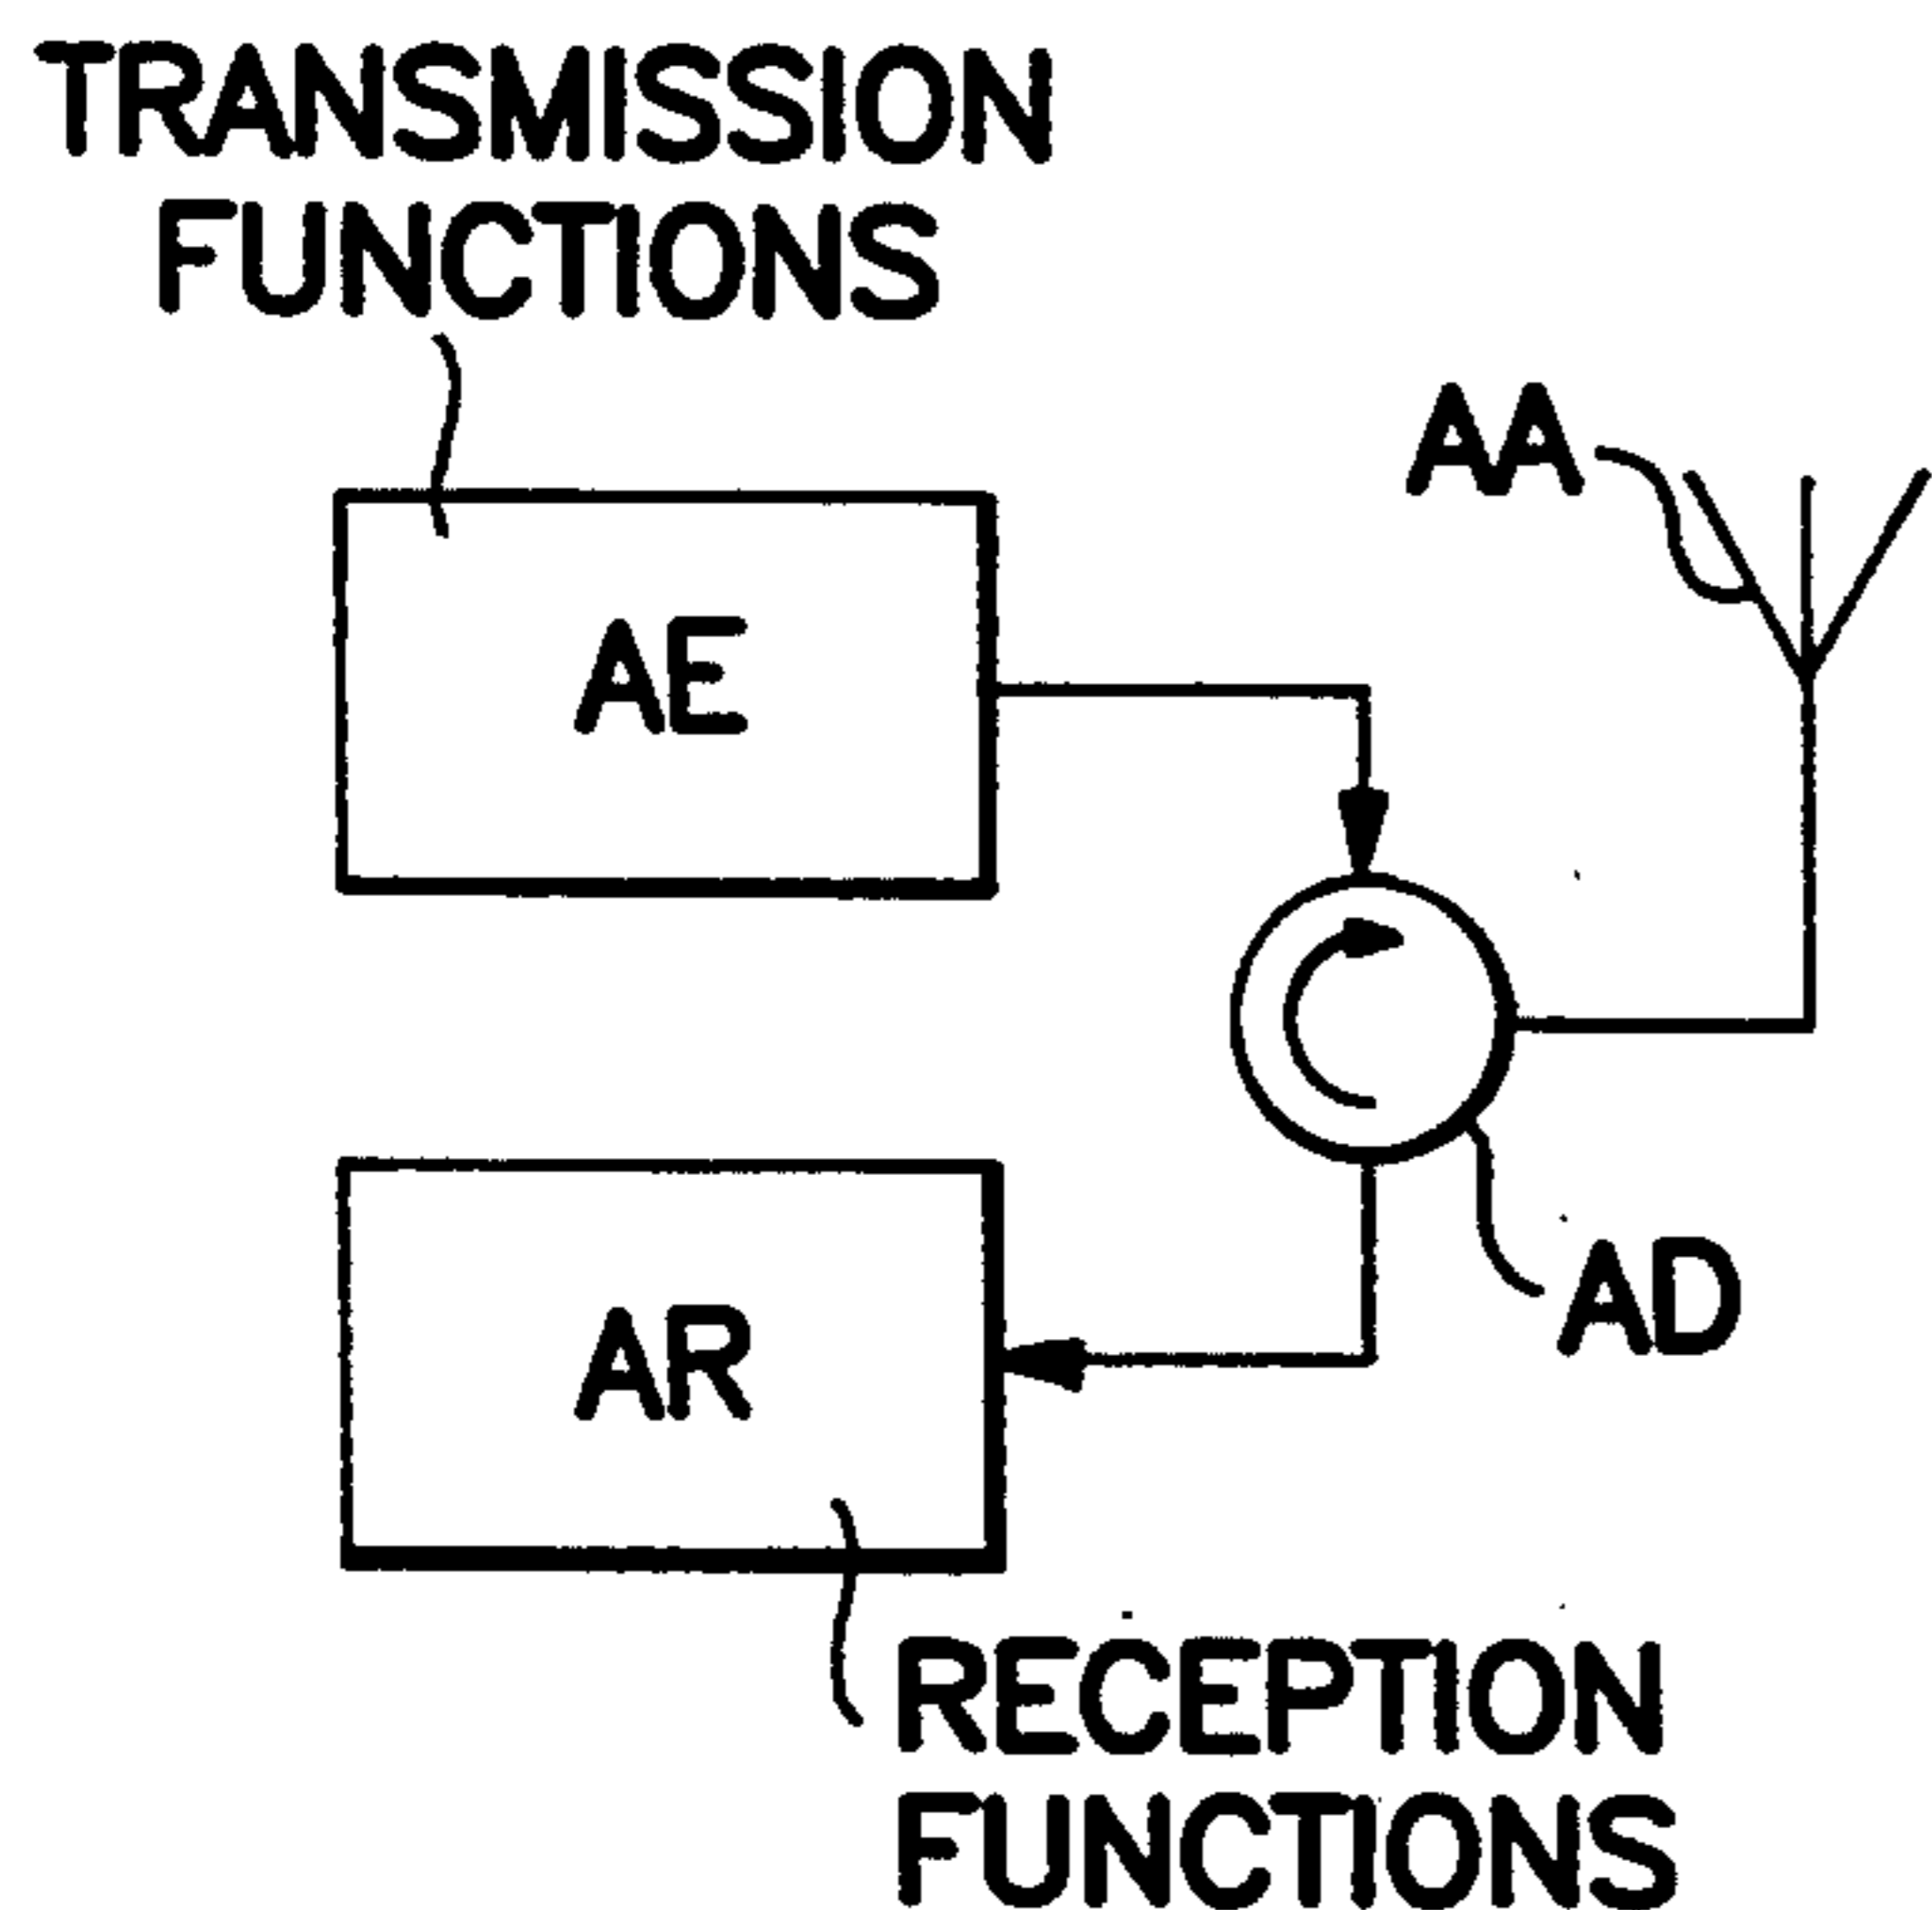 TRANSMISSION
FUNCTIONS
AA
AE
AD
AR
RECEPTION
FUNCTIONS